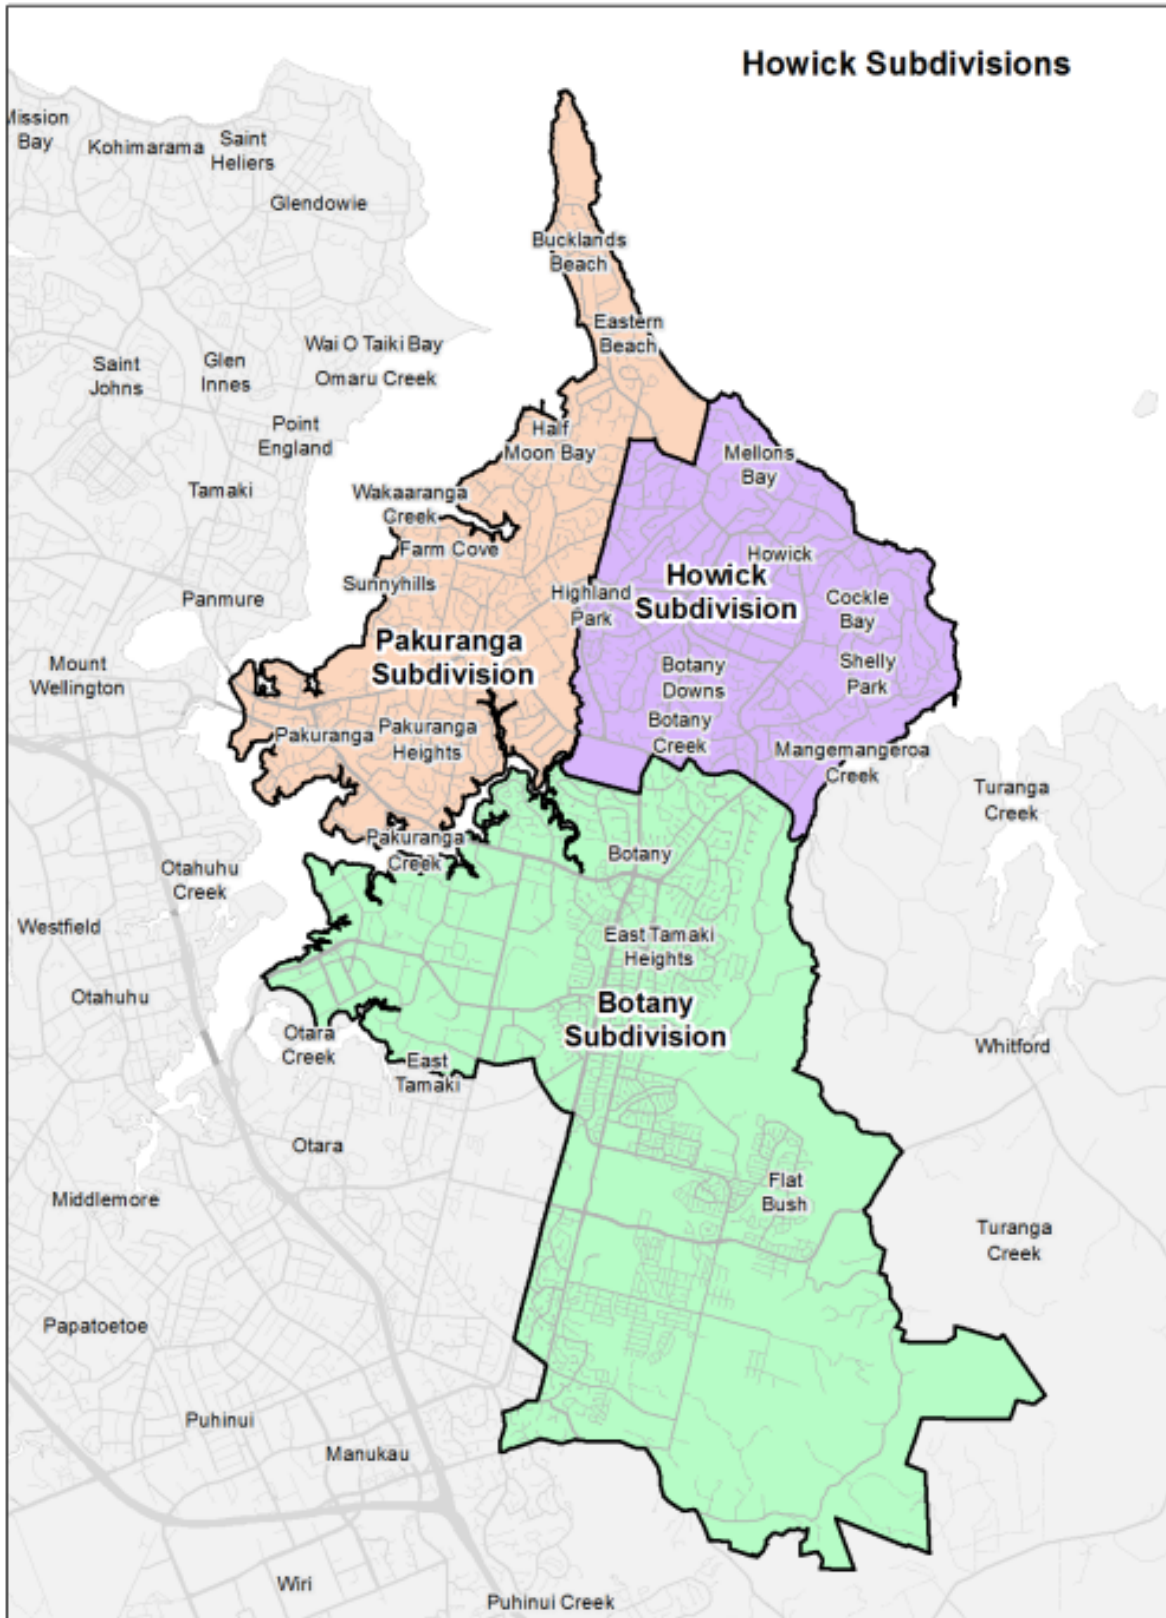 Howick Subdivisions
Mission
Bay
Kohimarama
Saint
Heliers
Glendowie
Bucklands
Beach
Eastern
Beach
Wai O Taiki Bay
Omaru Creek
Saint
Johns
Glen
Innes
Point
England
Tamaki
Half
Moon Bay
Mellons
Bay
Wakaaranga
Creek
Farm Cove
Sunnyhills
Howick
Howick
Subdivision
Highland
Park
Cockle
Bay
Panmure
Pakuranga
Subdivision
Mount
Wellington
Botany
Downs
Shelly
Park
Pakuranga
Pakuranga
Heights
Botany
Creek
Mangemangeroa
Creek
Turanga
Creek
Pakuranga
Creek
Botany
Otahuhu
Creek
Westfield
East Tamaki
Heights
Otahuhu
Botany
Subdivision
Otara
Creek
East
Tamaki
Whitford
Otara
Middlemore
Flat
Bush
Turanga
Creek
Papatoetoe
Puhinui
Manukau
Wiri
Puhinui Creek